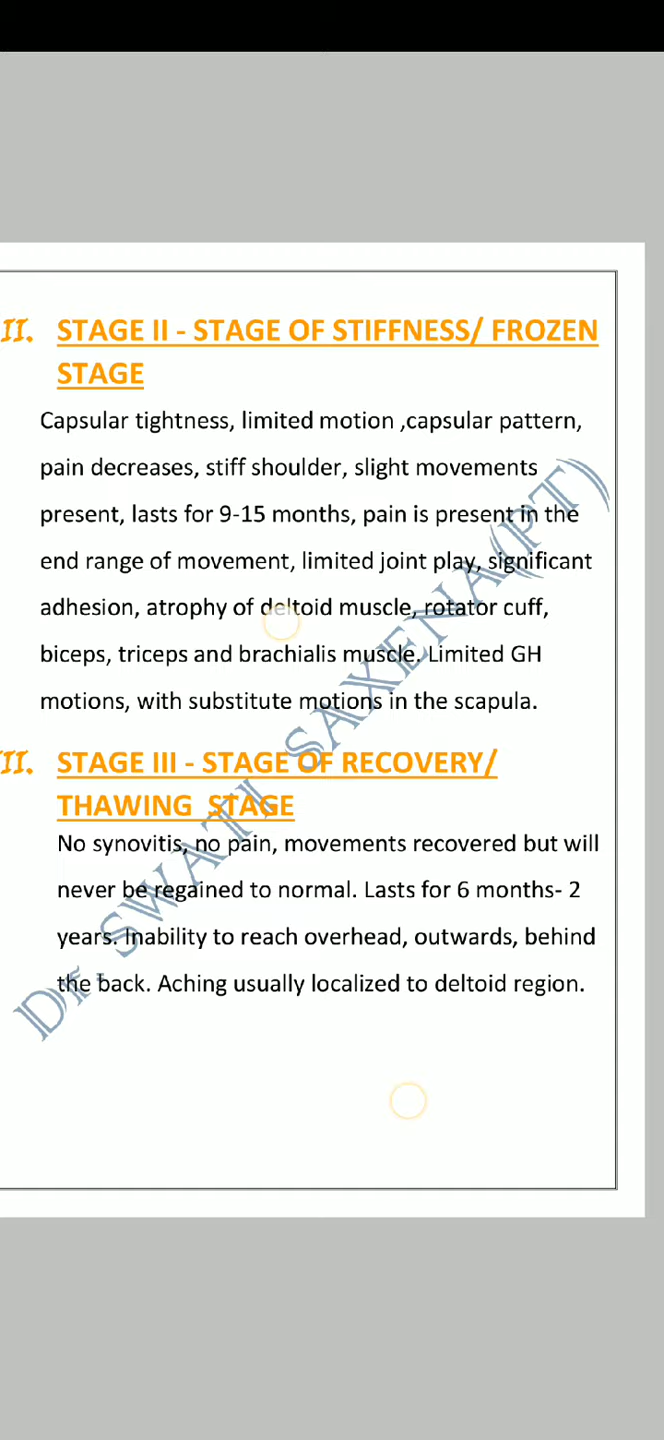 II. STAGE II - STAGE OF STIFFNESS/ FROZEN
STAGE
Capsular tightness, limited motion ,capsular pattern,
pain decreases, stiff shoulder, slight movements
present, lasts for 9-15 months, pain is present in the
end range of movement, limited joint play, significant
adhesion, atrophy of deltoid muscle, rotator cuff,
biceps, triceps and brachialis muscle. Limited GH
motions, with substitute motions in the scapula.
II. STAGE III - STAGE OF RECOVERY/
THAWING STAGE
No synovitis, no pain, movements recovered but will
never be regained to normal. Lasts for 6 months- 2
years. Inability to reach overhead, outwards, behind
the back. Aching usually localized to deltoid region.
Dr. SWATI SAXENA(PT)